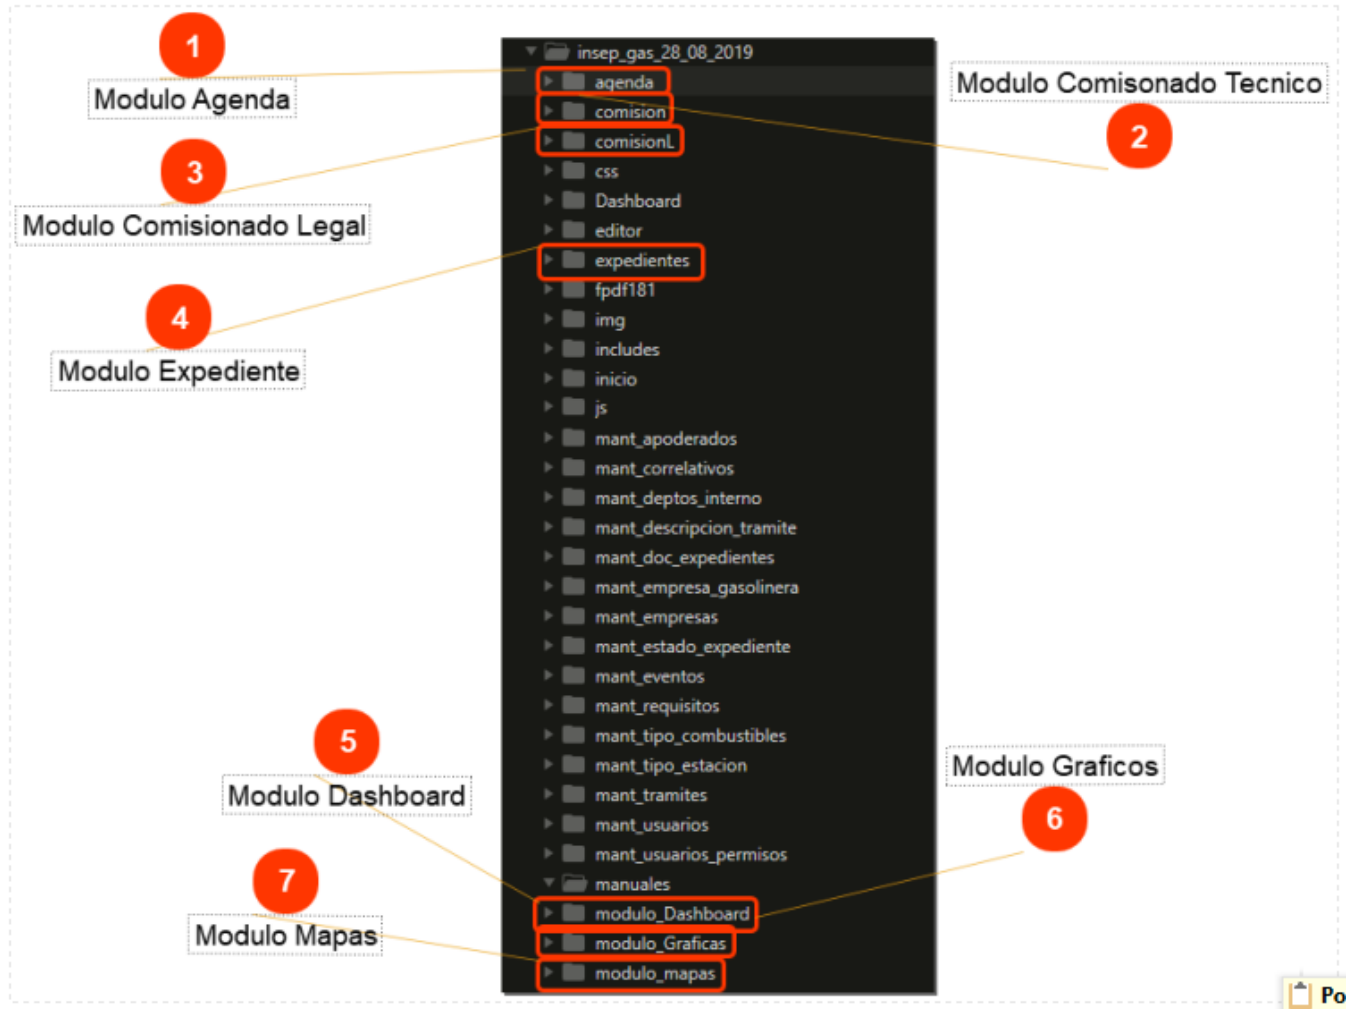 1
Modulo Agenda
Modulo Comisonado Tecnico
2
3
Modulo Comisionado Legal
4
Modulo Expediente
insep_gas_28_08_2019
agenda
comision
comisionL
css
Dashboard
editor
expedientes
fpdf181
img
includes
inicio
js
mant_apoderados
mant_correlativos
mant_deptos_interno
mant_descripcion_tramite
mant_doc_expedientes
mant_empresa_gasolinera
mant_empresas
mant_estado_expediente
mant_eventos
mant_requisitos
mant_tipo_combustibles
mant_tipo_estacion
mant_tramites
mant_usuarios
mant_usuarios_permisos
manuales
modulo_Dashboard
modulo_Graficas
modulo_mapas
5
Modulo Dashboard
Modulo Graficos
6
7
Modulo Mapas
Po